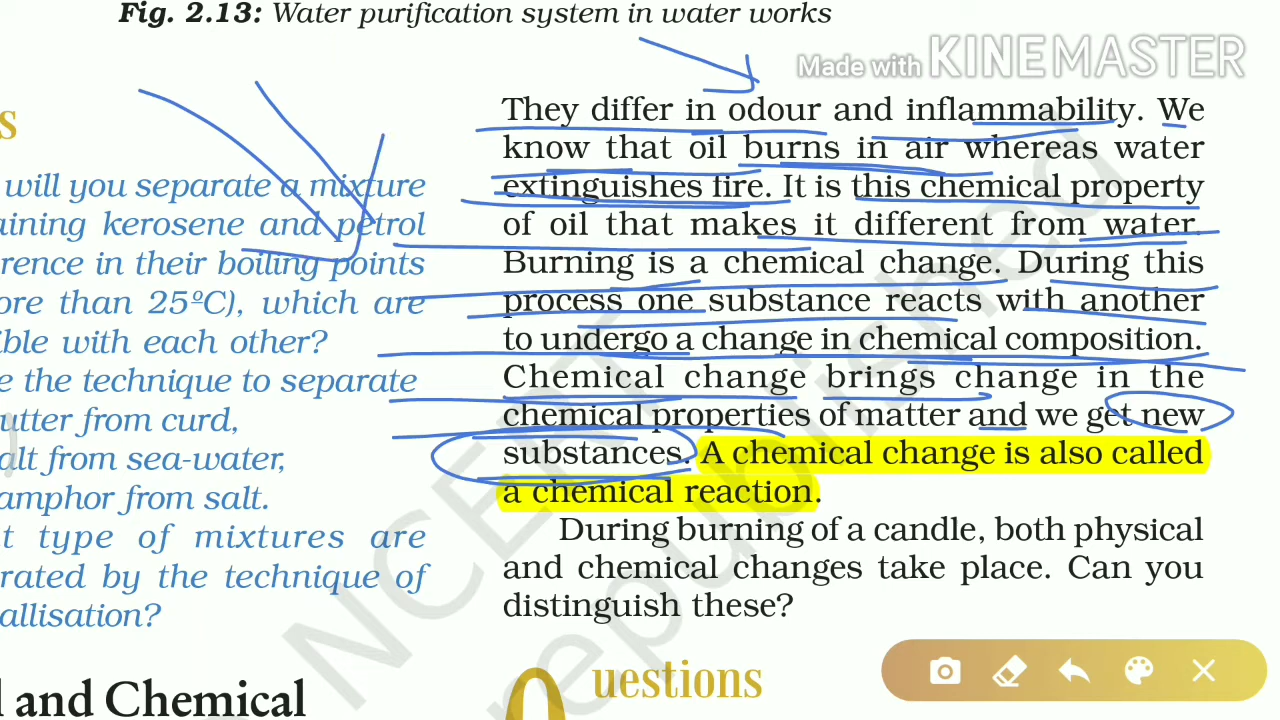 Fig. 2.13: Water purification system in water works
Made with KINEMASTER
s
will you separate a mixture
aining kerosene and petrol
rence in their boiling points
ore than 25ºC), which are
ible with each other?
e the technique to separate
utter from curd,
alt from sea-water,
amphor from salt.
t type of mixtures are
rated by the technique of
allisation?
l and Chemical
They differ in odour and inflammability. We
know that oil burns in air whereas water
extinguishes fire. It is this chemical property
of oil that makes it different from water.
Burning is a chemical change. During this
process one substance reacts with another
to undergo a change in chemical composition.
Chemical change brings change in the
chemical properties of matter and we get new
substances. A chemical change is also called
a chemical reaction.
During burning of a candle, both physical
and chemical changes take place. Can you
distinguish these?
Questions
NCERT
republished